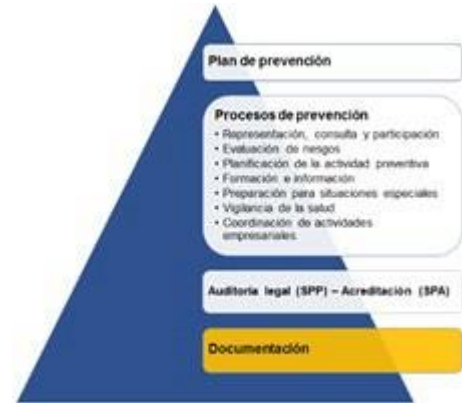 Plan de prevención
Procesos de prevención
• Representación, consulta y participación
• Evaluación de riesgos
• Planificación de la actividad preventiva
• Formación e información
• Preparación para situaciones especiales
• Vigilancia de la salud
• Coordinación de actividades
empresariales
Auditoría legal (SPP) – Acreditación (SPA)
Documentación